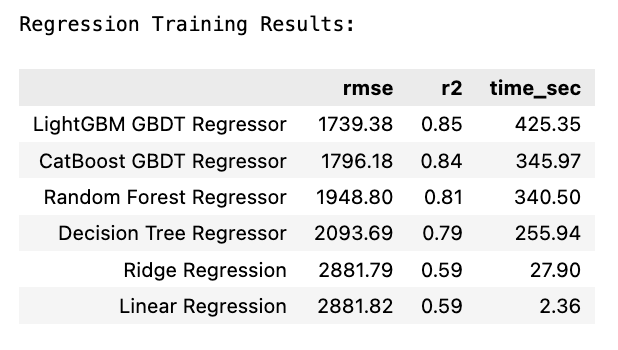 Regression Training Results:
rmse r2 time_sec
LightGBM GBDT Regressor 1739.38 0.85 425.35
CatBoost GBDT Regressor 1796.18 0.84 345.97
Random Forest Regressor 1948.80 0.81 340.50
Decision Tree Regressor 2093.69 0.79 255.94
Ridge Regression 2881.79 0.59 27.90
Linear Regression 2881.82 0.59 2.36